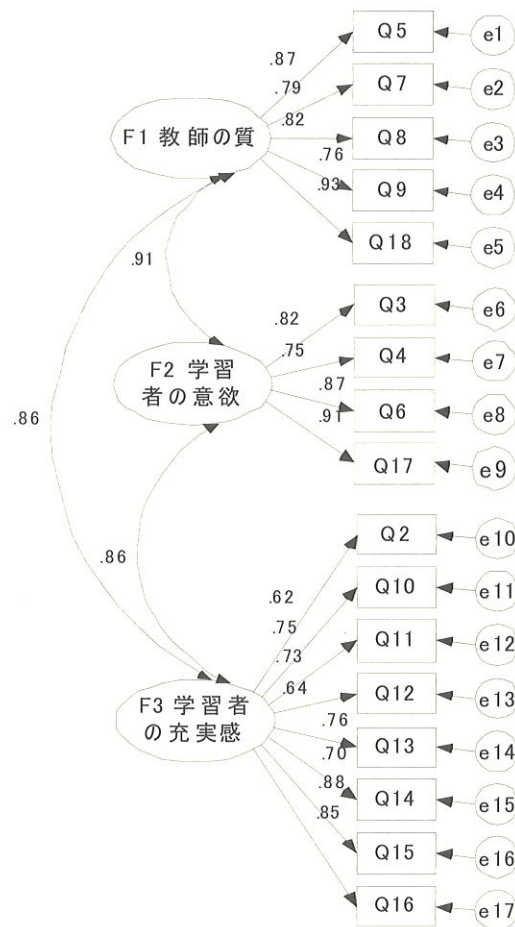 Q5
e1
.87
Q7
e2
.79
F1 教師の質
.82
Q8
e3
.76
Q9
e4
.93
Q18
e5
.91
Q3
e6
.82
.75
Q4
e7
F2 学習
者の意欲
.87
Q6
e8
.91
Q17
e9
.86
.86
Q2
e10
.62
Q10
e11
.75
.73
Q11
e12
.64
Q12
e13
F3 学習者
の充実感
.76
Q13
e14
.70
.88
Q14
e15
.85
Q15
e16
Q16
e17